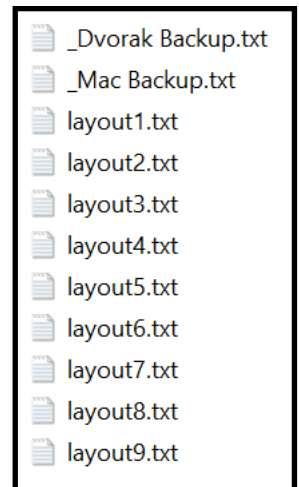 _Dvorak Backup.txt
_Mac Backup.txt
layout1.txt
layout2.txt
layout3.txt
layout4.txt
layout5.txt
layout6.txt
layout7.txt
layout8.txt
layout9.txt